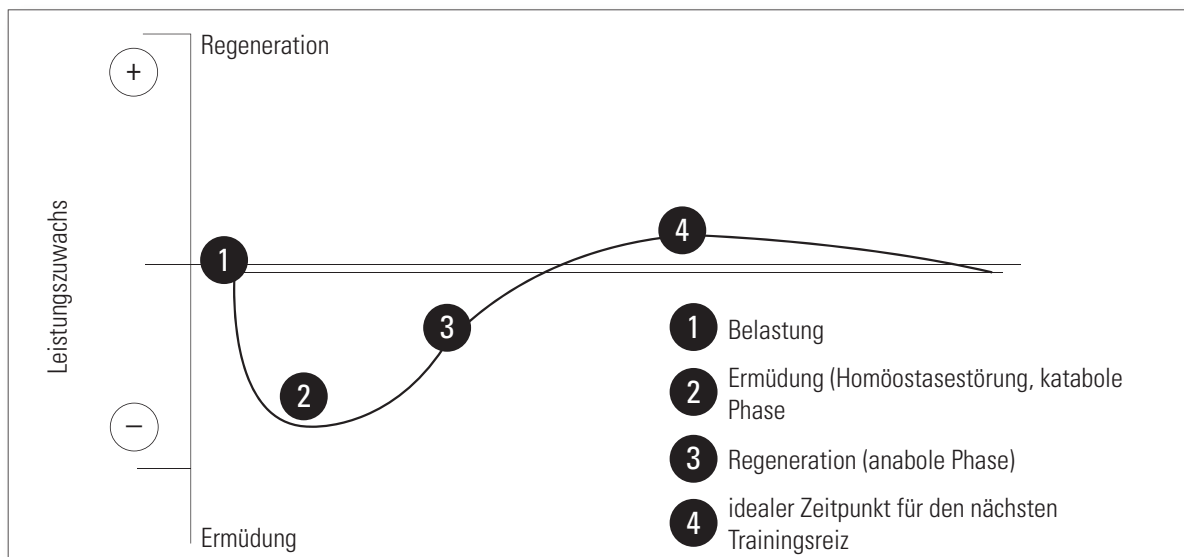 Regeneration
+
Leistungszuwachs
1
4
3
2
−
Ermüdung
1 Belastung
2 Ermüdung (Homöostasestörung, katabole
Phase
3 Regeneration (anabole Phase)
4 idealer Zeitpunkt für den nächsten
Trainingsreiz